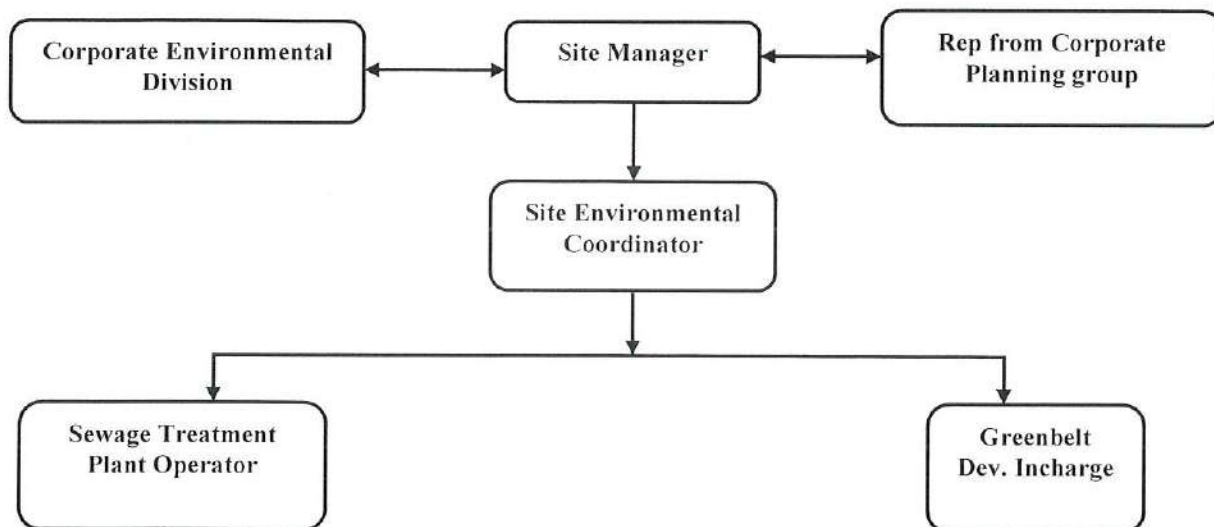 Corporate Environmental
Division
Site Manager
Rep from Corporate
Planning group
Site Environmental
Coordinator
Sewage Treatment
Plant Operator
Greenbelt
Dev. Incharge